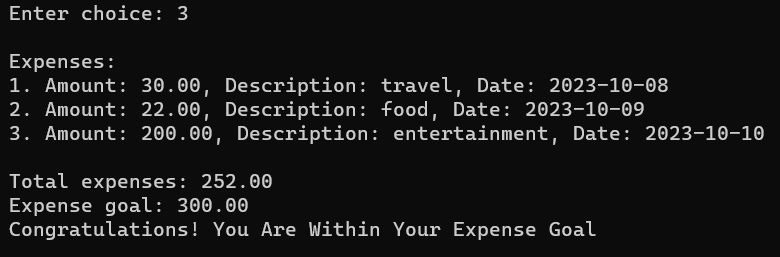 Enter choice: 3
Expenses:
1. Amount: 30.00, Description: travel, Date: 2023-10-08
2. Amount: 22.00, Description: food, Date: 2023-10-09
3. Amount: 200.00, Description: entertainment, Date: 2023-10-10
Total expenses: 252.00
Expense goal: 300.00
Congratulations! You Are Within Your Expense Goal